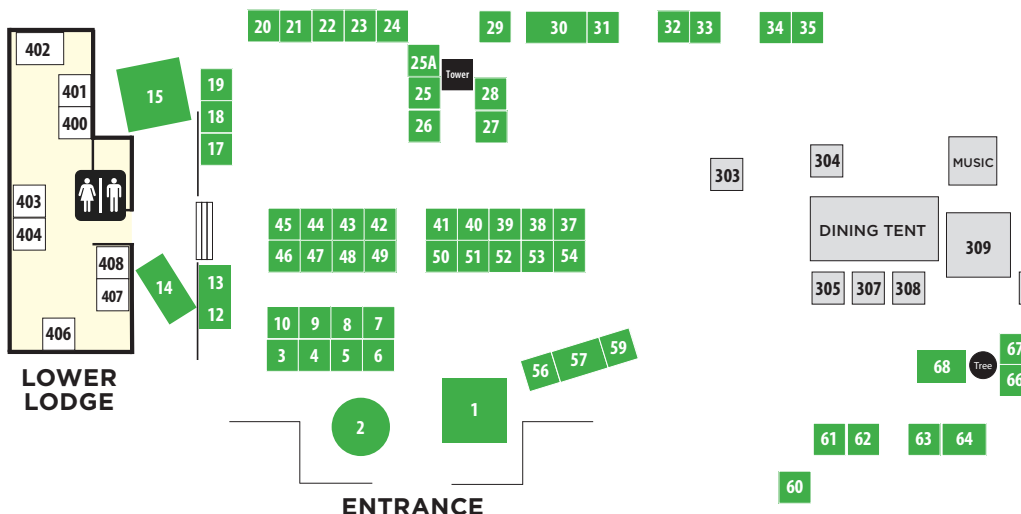 20 21 22 23 24 29 30 31 32 33 34 35
402
25A Tower
401 15 19 25 28
400 18 26 27
17
304 MUSIC
303
403
404
45 44 43 42 41 40 39 38 37
DINING TENT 309
46 47 48 49 50 51 52 53 54
408 14 13
407 12
305 307 308
406
10 9 8 7
3 4 5 6
56 57 59
67
68 Tree
66
LOWER
LODGE
1
2
61 62 63 64
60
ENTRANCE